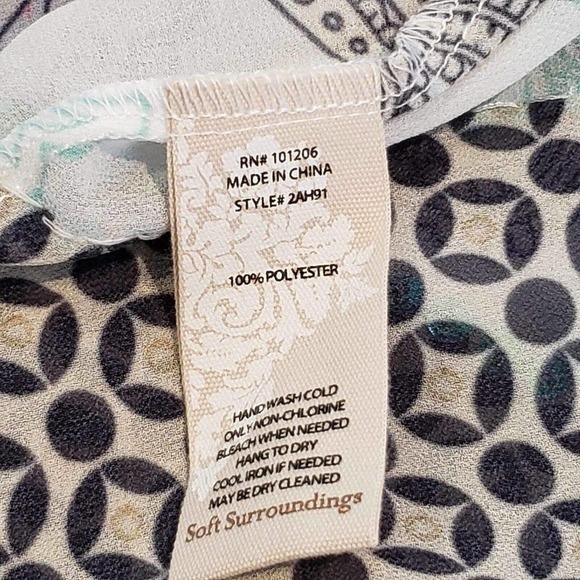 RN# 101206
MADE IN CHINA
STYLE# 2AH91
100% POLYESTER
HAND WASH COLD
ONLY NON-CHLORINE
BLEACH WHEN NEEDED
HANG TO DRY
COOL IRON IF NEEDED
MAY BE DRY CLEANED
Soft Surroundings